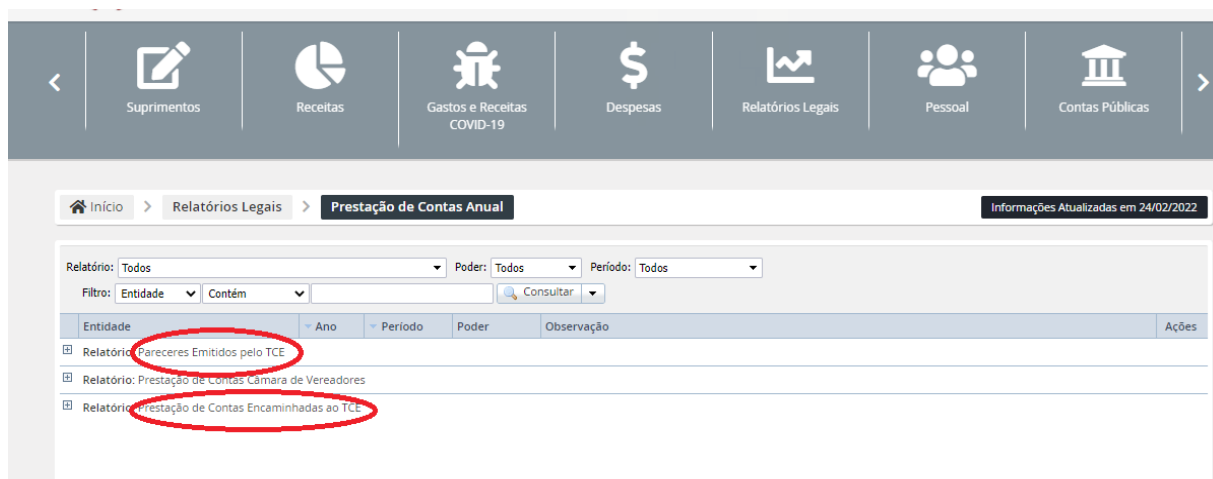 Suprimentos
Receitas
Gastos e Receitas
COVID-19
Despesas
Relatórios Legais
Pessoal
Contas Públicas
Início > Relatórios Legais > Prestação de Contas Anual
Informações Atualizadas em 24/02/2022
Relatório: Todos Poder: Todos Período: Todos
Filtro: Entidade Contém Consultar
Entidade Ano Período Poder Observação Ações
Relatório: Pareceres Emitidos pelo TCE
Relatório: Prestação de Contas Câmara de Vereadores
Relatório: Prestação de Contas Encaminhadas ao TCE